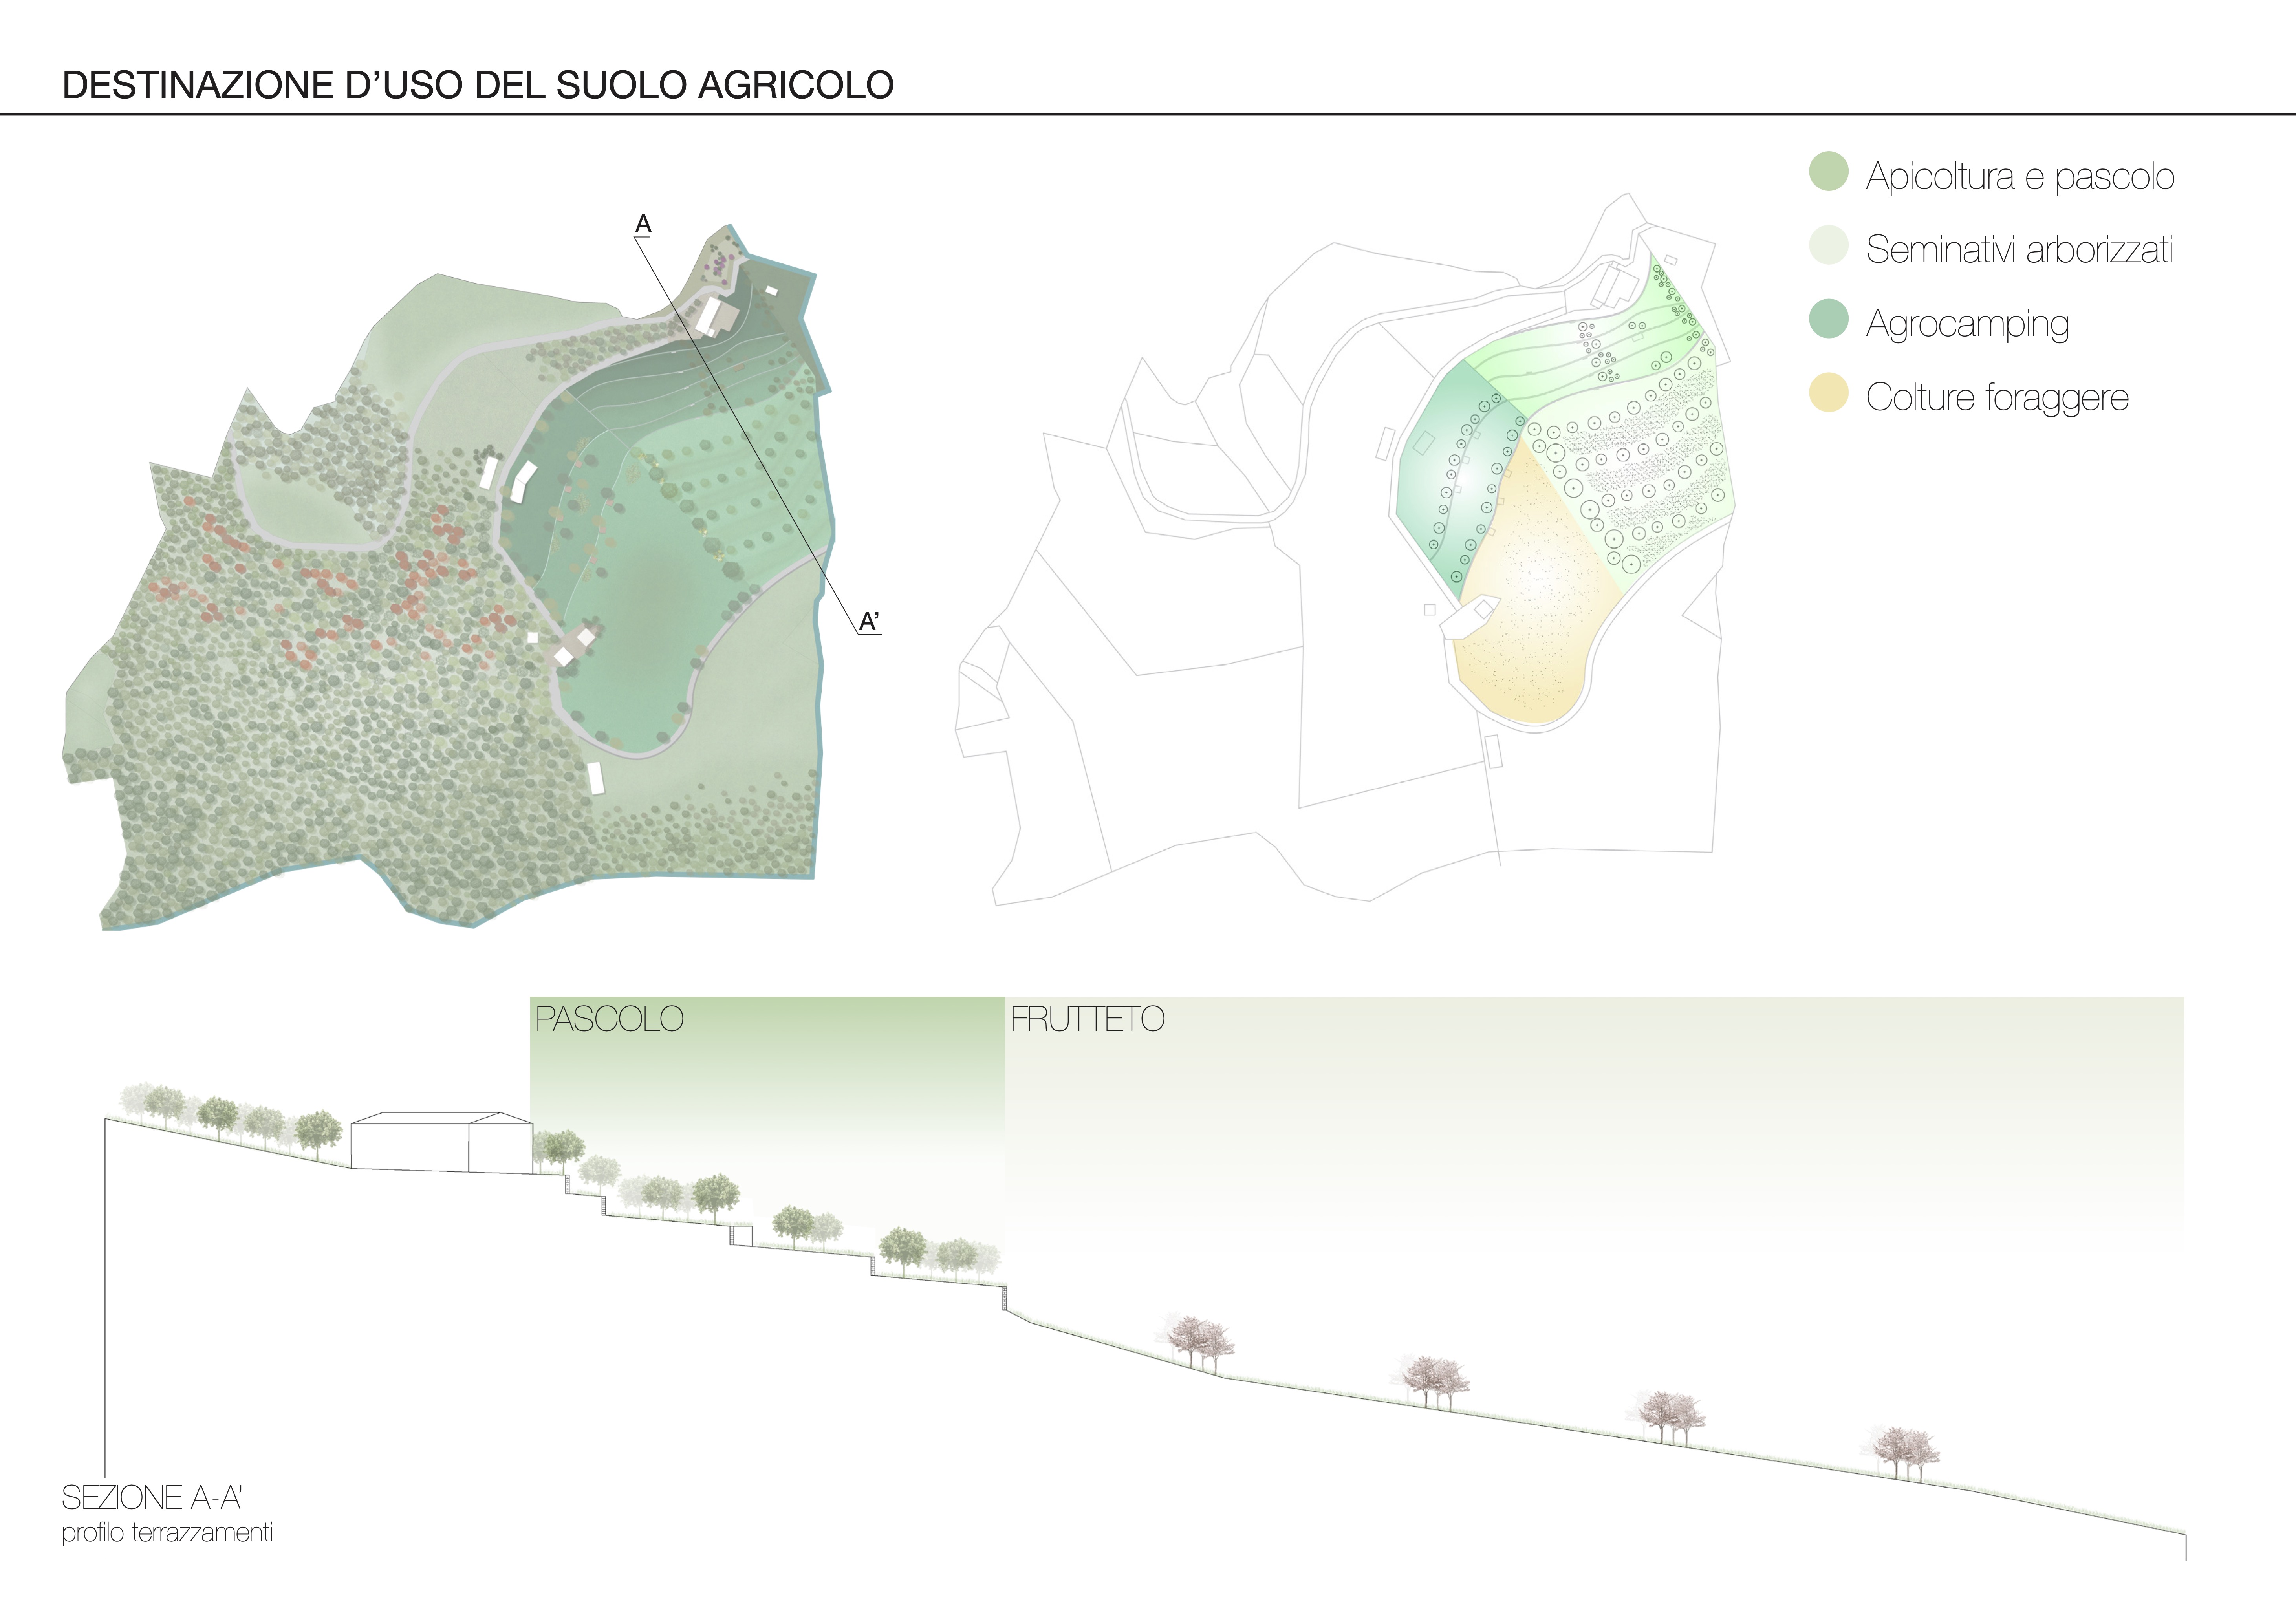 DESTINAZIONE D’USO DEL SUOLO AGRICOLO
A
A’
Apicoltura e pascolo
Seminativi arborizzati
Agrocamping
Colture foraggere
PASCOLO
FRUTTETO
SEZIONE A-A’
profilo terrazzamenti